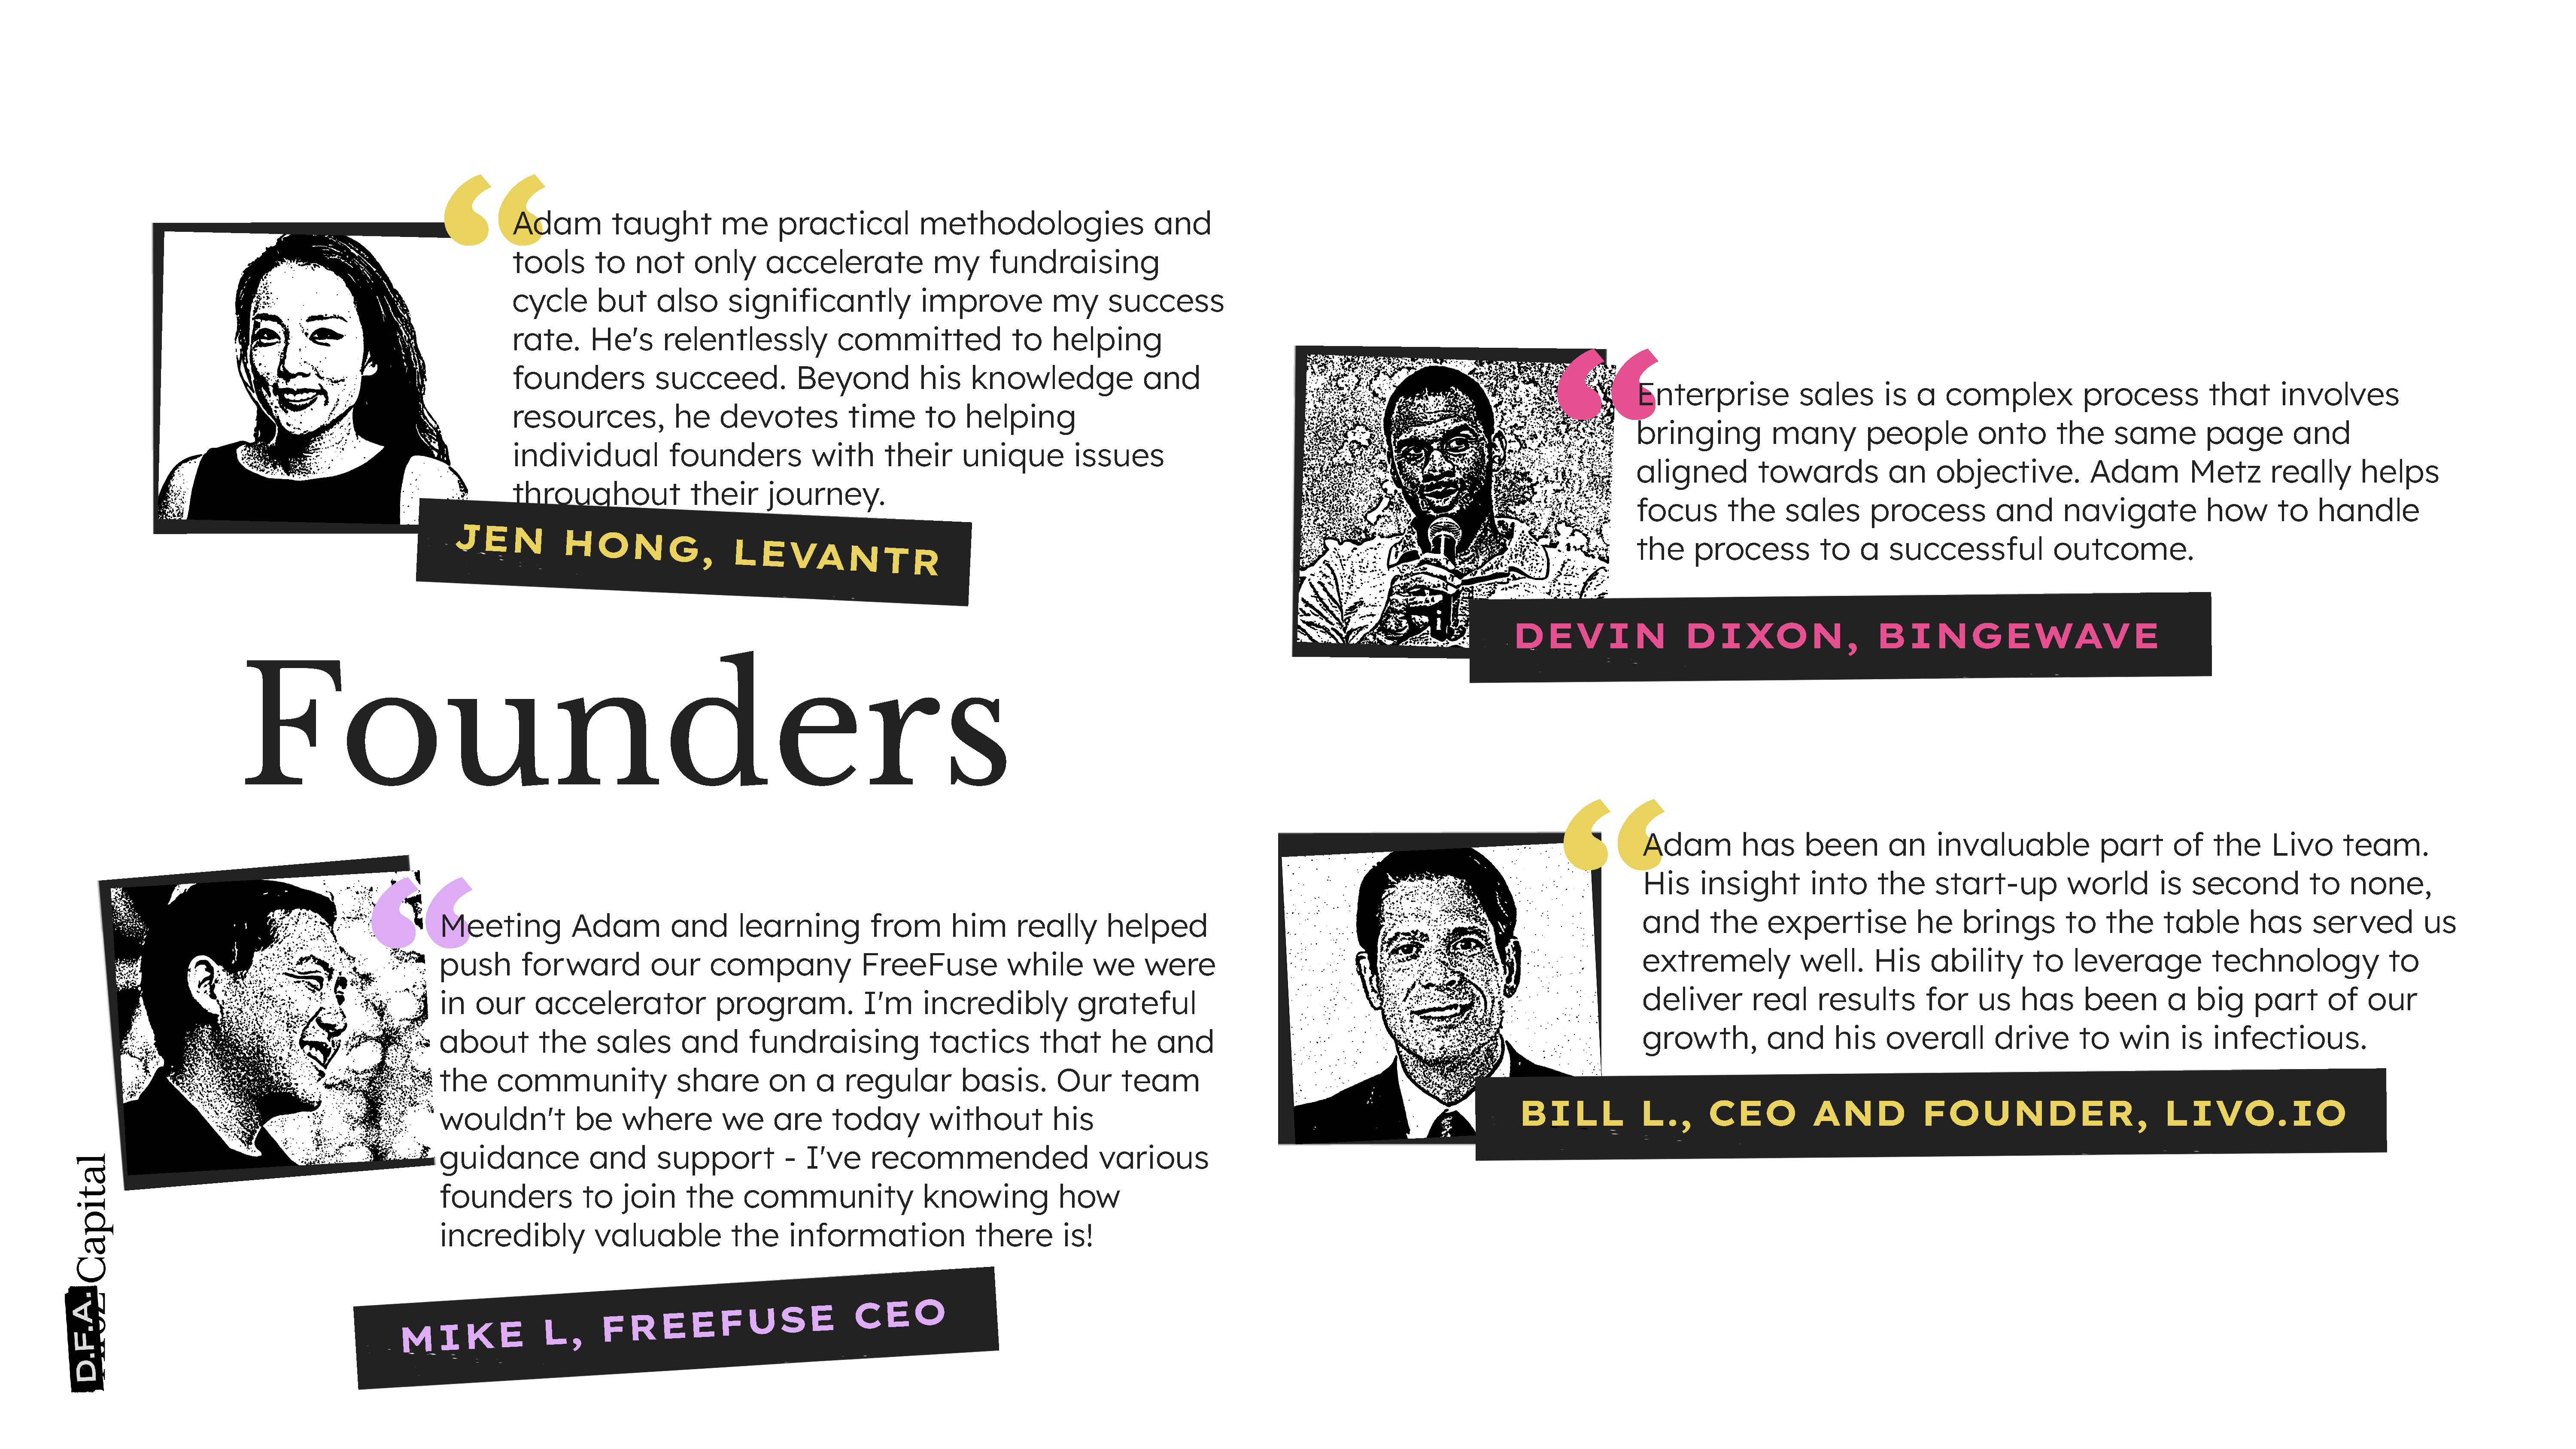 Adam taught me practical methodologies and
tools to not only accelerate my fundraising
cycle but also significantly improve my success
rate. He's relentlessly committed to helping
founders succeed. Beyond his knowledge and
resources, he devotes time to helping
individual founders with their unique issues
throughout their journey.
JEN HONG, LEVANTR
Founders
Meeting Adam and learning from him really helped
push forward our company FreeFuse while we were
in our accelerator program. I'm incredibly grateful
about the sales and fundraising tactics that he and
the community share on a regular basis. Our team
wouldn't be where we are today without his
guidance and support - I've recommended various
founders to join the community knowing how
incredibly valuable the information there is!
MIKE L, FREEFUSE CEO
Enterprise sales is a complex process that involves
bringing many people onto the same page and
aligned towards an objective. Adam Metz really helps
focus the sales process and navigate how to handle
the process to a successful outcome.
DEVIN DIXON, BINGEWAVE
Adam has been an invaluable part of the Livo team.
His insight into the start-up world is second to none,
and the expertise he brings to the table has served us
extremely well. His ability to leverage technology to
deliver real results for us has been a big part of our
growth, and his overall drive to win is infectious.
BILL L., CEO AND FOUNDER, LIVO.IO
D.F.A. Capital